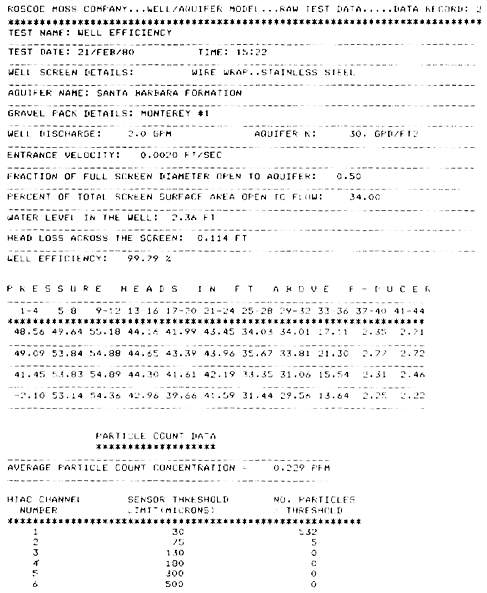 ROSCOE MOSS COMPANY...WELL/AQUIFER MODEL...RAW TEST DATA.....DATA RECORD: 2
TEST NAME: WELL EFFICIENCY
TEST DATE: 21/FEB/80 TIME: 15:22
WELL SCREEN DETAILS: WIRE WRAP..STAINLESS STEEL
AQUIFER NAME: SANTA BARBARA FORMATION
GRAVEL PACK DETAILS: MONTEREY #1
WELL DISCHARGE: 2.0 GPM AQUIFER K: 30. GPD/FT2
ENTRANCE VELOCITY: 0.0020 FT/SEC
FRACTION OF FULL SCREEN DIAMETER OPEN TO AQUIFER: 0.50
PERCENT OF TOTAL SCREEN SURFACE AREA OPEN TO FLOW: 34.00
WATER LEVEL IN THE WELL: 2.36 FT
HEAD LOSS ACROSS THE SCREEN: 0.114 FT
WELL EFFICIENCY: 99.79 %
PRESSURE HEADS IN FT ABOVE
1-4 5-8 9-12 13-16 17-20 21-24 25-28 29-32 33-36 37-40 41-44
48.56 49.64 55.18 44.16 41.99 43.45 34.03 34.01 17.11 2.35 2.71
49.09 53.84 54.88 44.65 43.39 43.96 35.67 33.81 21.30 2.77 2.72
41.45 53.83 54.89 44.30 41.61 42.19 33.35 31.06 15.54 2.31 2.46
-2.10 53.14 54.36 42.96 39.66 41.59 31.44 29.56 13.64 2.25 2.22
PARTICLE COUNT DATA
AVERAGE PARTICLE COUNT CONCENTRATION = 0.229 PPM
HIAC CHANNEL SENSOR THRESHOLD NO. PARTICLES
NUMBER LIMIT(MICRONS) THRESHOLD
1 30 532
2 75 5
3 130 0
4 180 0
5 300 0
6 500 0